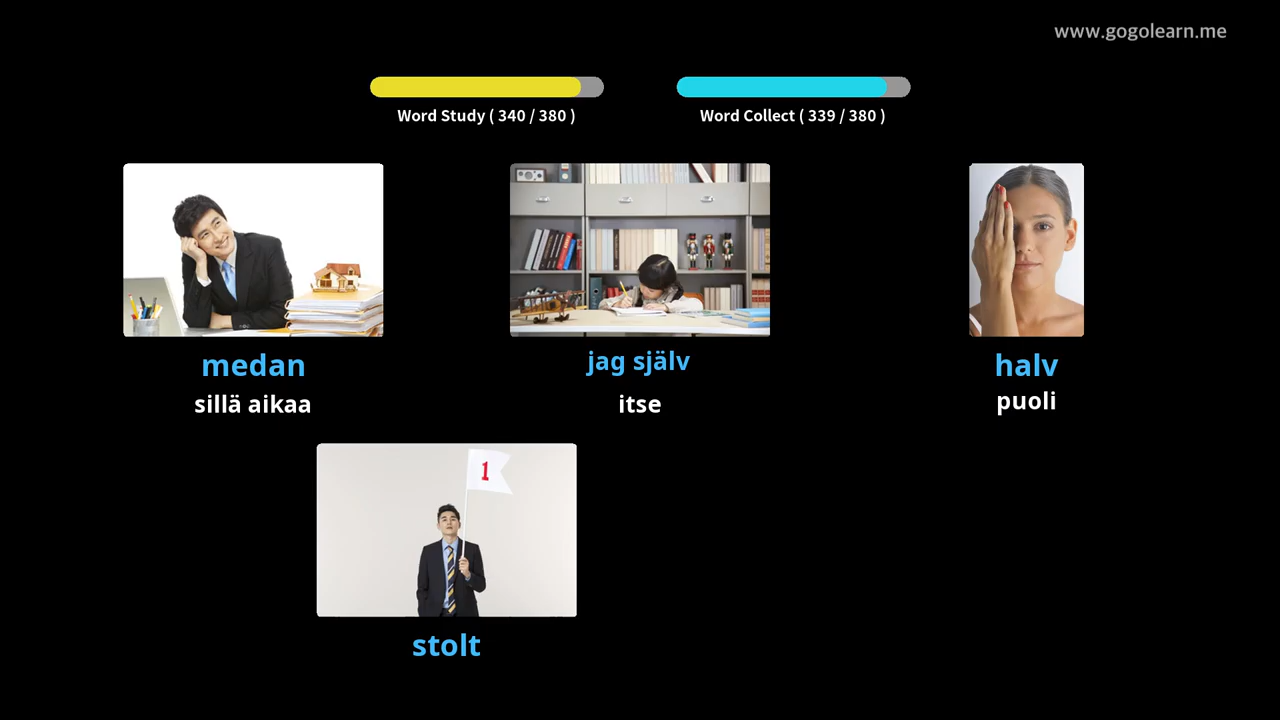 www.gogolearn.me
Word Study ( 340 / 380 )
Word Collect ( 339 / 380 )
medan
sillä aikaa
jag själv
itse
halv
puoli
1
stolt